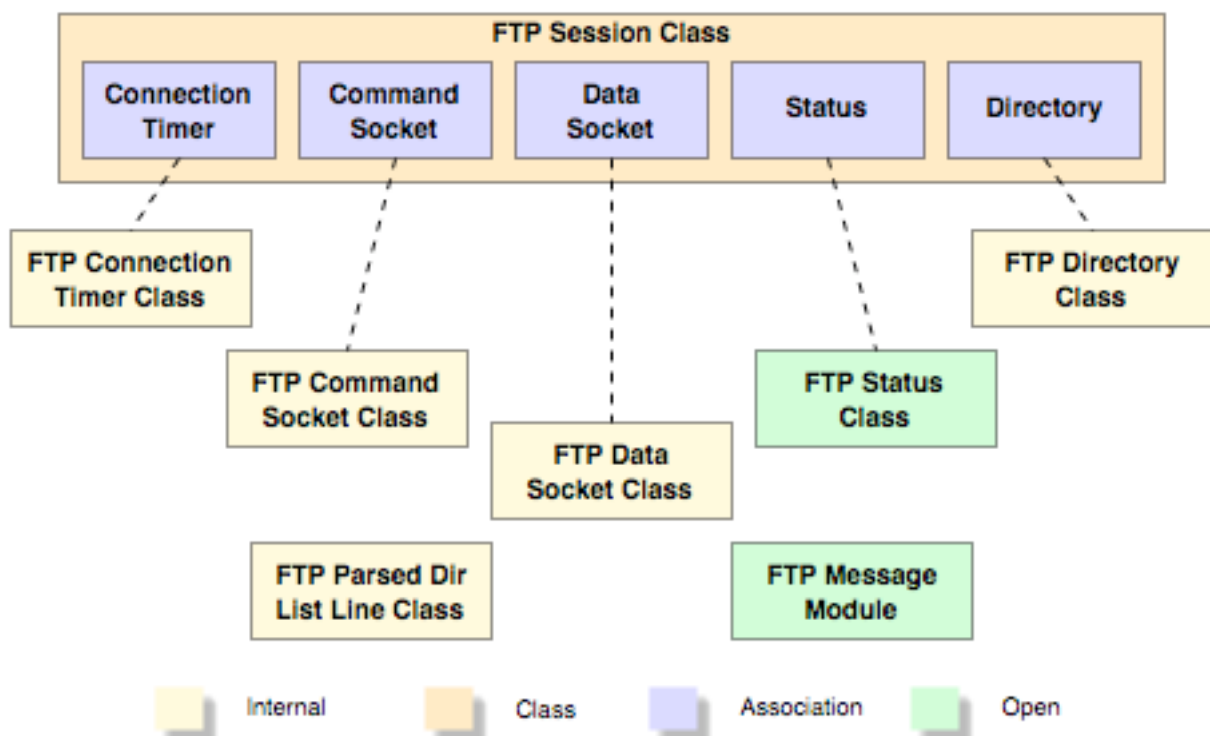 FTP Session Class
Connection
Timer
Command
Socket
Data
Socket
Status
Directory
FTP Connection
Timer Class
FTP Directory
Class
FTP Command
Socket Class
FTP Status
Class
FTP Data
Socket Class
FTP Parsed Dir
List Line Class
FTP Message
Module
Internal
Class
Association
Open